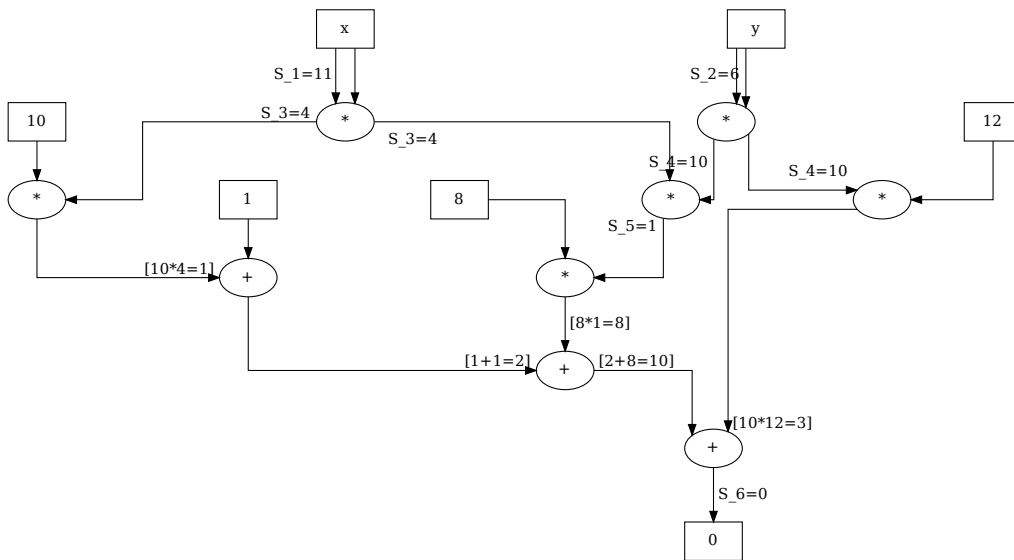 x
y
S_1=11
S_2=6
10
S_3=4
*
S_3=4
*
12
S_4=10
S_4=10
*
1
8
*
*
S_5=1
[10*4=1]
+
*
[8*1=8]
[1+1=2]
+
[2+8=10]
[10*12=3]
+
S_6=0
0